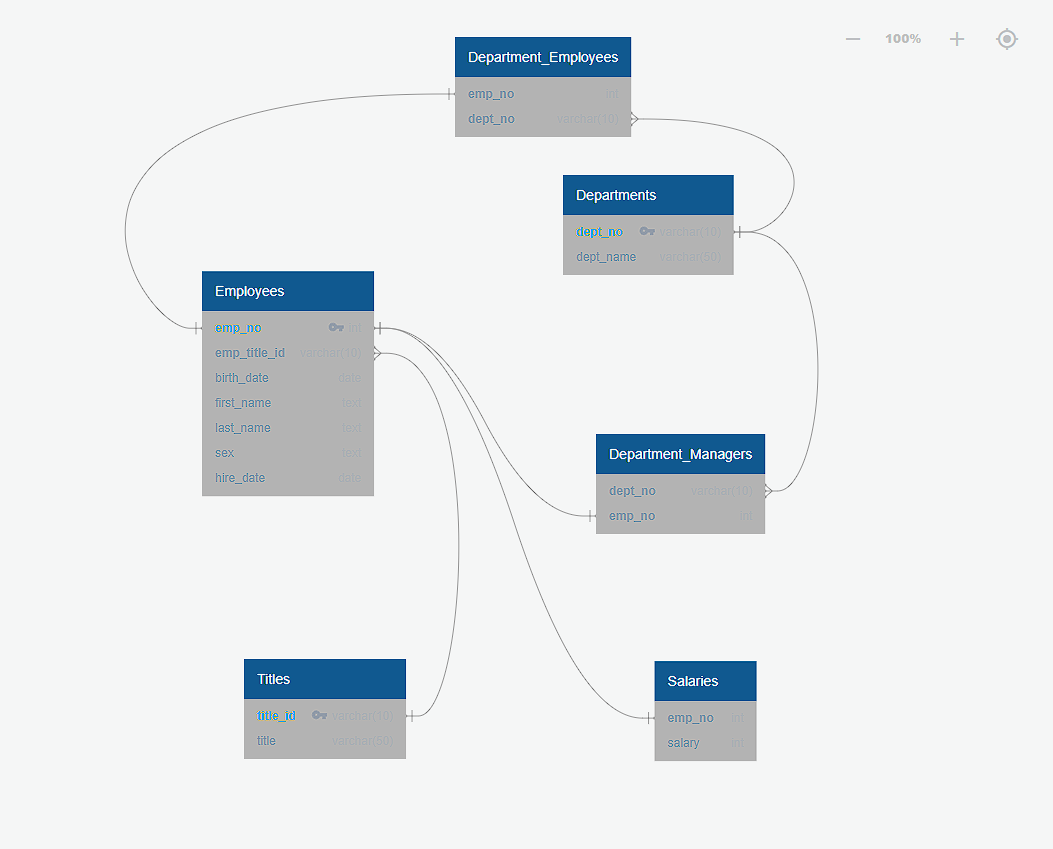 100%
Department_Employees
emp_no int
dept_no varchar(10)
Departments
dept_no varchar(10)
dept_name varchar(50)
Employees
emp_no int
emp_title_id varchar(10)
birth_date date
first_name text
last_name text
sex text
hire_date date
Department_Managers
dept_no varchar(10)
emp_no int
Titles
title_id varchar(10)
title varchar(50)
Salaries
emp_no int
salary int